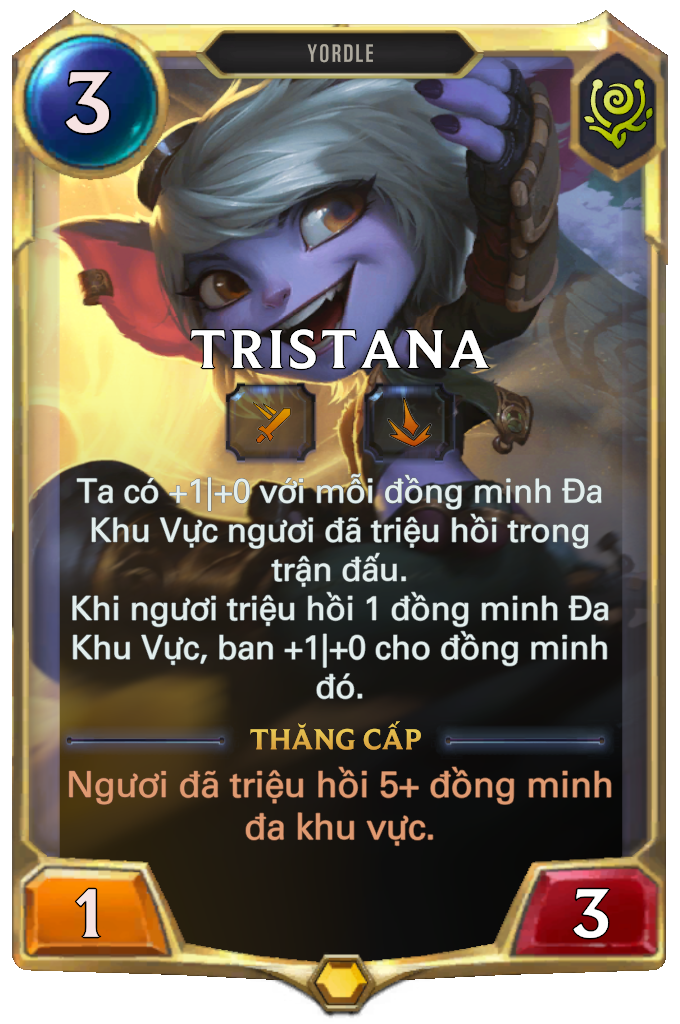 YORDLE
3
TRISTANA
Ta có +1|+0 với mỗi đồng minh Đa
Khu Vực ngươi đã triệu hồi trong
trận đấu.
Khi ngươi triệu hồi 1 đồng minh Đa
Khu Vực, ban +1|+0 cho đồng minh
đó.
THĂNG CẤP
Ngươi đã triệu hồi 5+ đồng minh
đa khu vực.
1
3